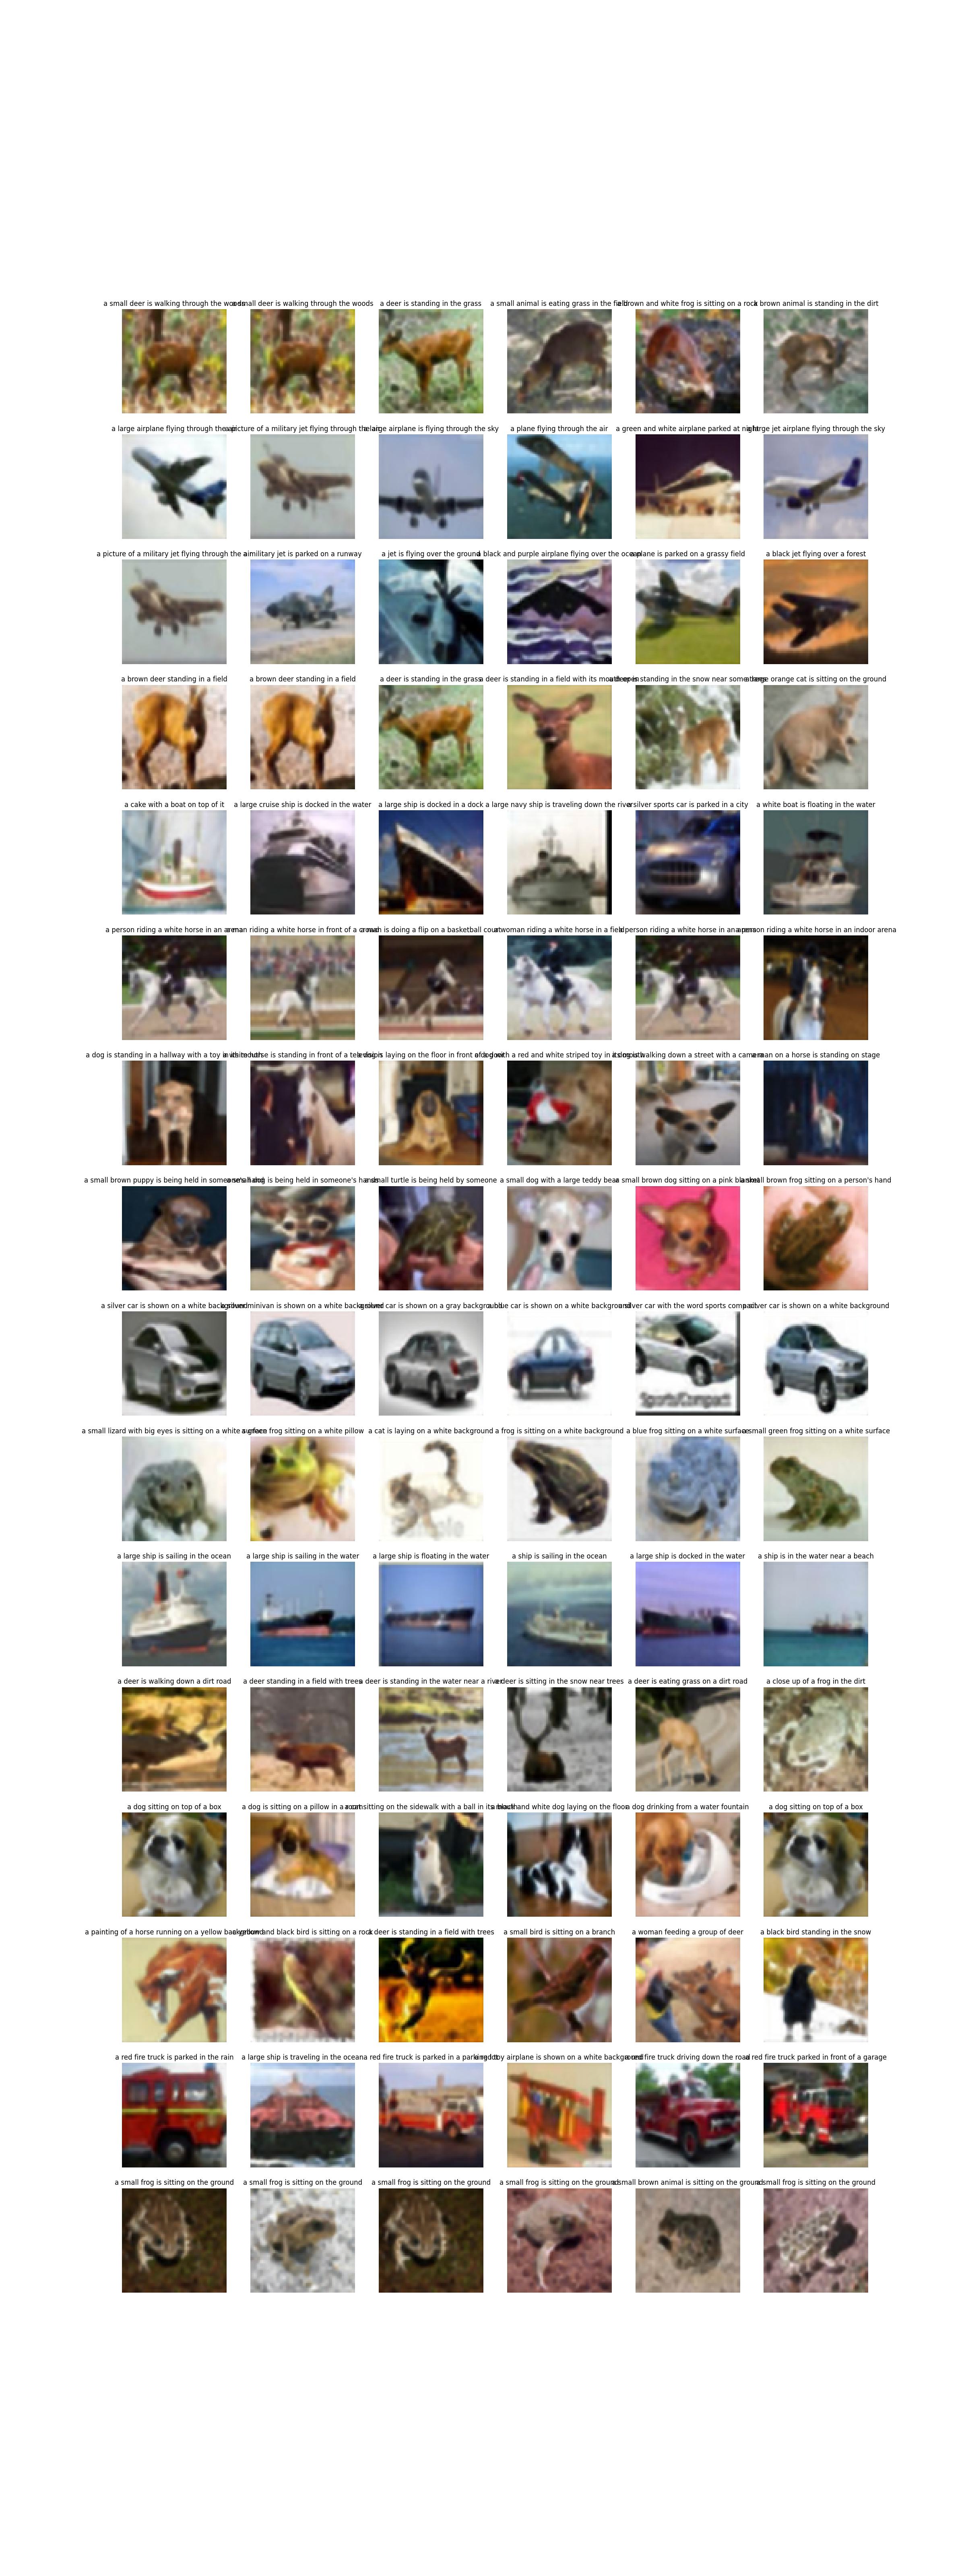 a small deer is walking through the woods
a small deer is walking through the woods
a deer is standing in the grass
a small animal is eating grass in the field
a brown and white frog is sitting on a rock
a brown animal is standing in the dirt
a large airplane flying through the air
a picture of a military jet flying through the air
a large airplane is flying through the sky
a plane flying through the air
a green and white airplane parked at night
a large jet airplane flying through the sky
a picture of a military jet flying through the air
a military jet is parked on a runway
a jet is flying over the ground
a black and purple airplane flying over the ocean
a plane is parked on a grassy field
a black jet flying over a forest
a brown deer standing in a field
a brown deer standing in a field
a deer is standing in the grass
a deer is standing in a field with its mouth open
a deer is standing in the snow near some trees
a large orange cat is sitting on the ground
a cake with a boat on top of it
a large cruise ship is docked in the water
a large ship is docked in a dock
a large navy ship is traveling down the river
a silver sports car is parked in a city
a white boat is floating in the water
a person riding a white horse in an arena
a man riding a white horse in front of a crowd
a man is doing a flip on a basketball court
a woman riding a white horse in a field
a person riding a white horse in an arena
a person riding a white horse in an indoor arena
a dog is standing in a hallway with a toy in its mouth
a white horse is standing in front of a television
a dog is laying on the floor in front of a door
a dog with a red and white striped toy in its mouth
a dog is walking down a street with a camera
a man on a horse is standing on stage
a small brown puppy is being held in someone's hand
a small dog is being held in someone's hands
a small turtle is being held by someone
a small dog with a large teddy bear
a small brown dog sitting on a pink blanket
a small brown frog sitting on a person's hand
a silver car is shown on a white background
a silver minivan is shown on a white background
a silver car is shown on a gray background
a blue car is shown on a white background
a silver car with the word sports compact
a silver car is shown on a white background
a small lizard with big eyes is sitting on a white surface
a green frog sitting on a white pillow
a cat is laying on a white background
a frog is sitting on a white background
a blue frog sitting on a white surface
a small green frog sitting on a white surface
a large ship is sailing in the ocean
a large ship is sailing in the water
a large ship is floating in the water
a ship is sailing in the ocean
a large ship is docked in the water
a ship is in the water near a beach
a deer is walking down a dirt road
a deer standing in a field with trees
a deer is standing in the water near a river
a deer is sitting in the snow near trees
a deer is eating grass on a dirt road
a close up of a frog in the dirt
a dog sitting on top of a box
a dog is sitting on a pillow in a room
a cat sitting on the sidewalk with a ball in its mouth
a black and white dog laying on the floor
a dog drinking from a water fountain
a dog sitting on top of a box
a painting of a horse running on a yellow background
a yellow and black bird is sitting on a rock
a deer is standing in a field with trees
a small bird is sitting on a branch
a woman feeding a group of deer
a black bird standing in the snow
a red fire truck is parked in the rain
a large ship is traveling in the ocean
a red fire truck is parked in a parking lot
toy airplane is shown on a white background
a red fire truck driving down the road
a red fire truck parked in front of a garage
a small frog is sitting on the ground
a small frog is sitting on the ground
a small frog is sitting on the ground
a small frog is sitting on the ground
a small brown animal is sitting on the ground
a small frog is sitting on the ground